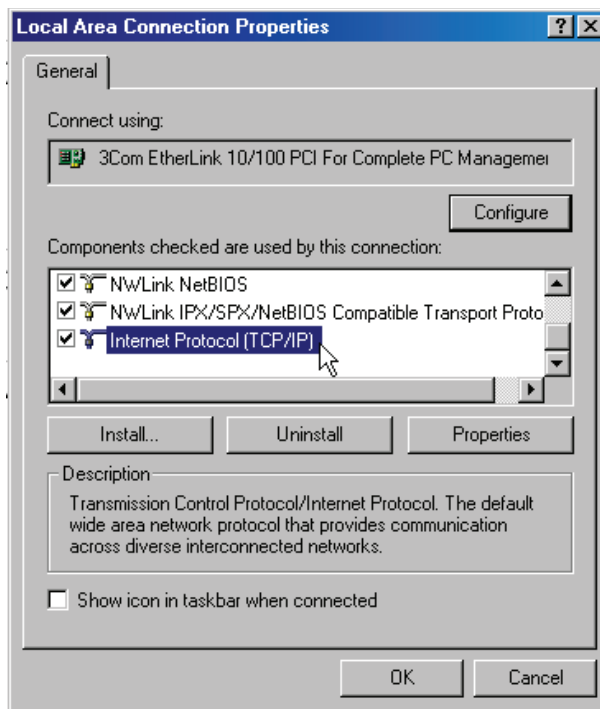 Local Area Connection Properties
General
Connect using:
3Com EtherLink 10/100 PCI For Complete PC Managemer
Configure
Components checked are used by this connection:
NWLink NetBIOS
NWLink IPX/SPX/NetBIOS Compatible Transport Proto
Internet Protocol (TCP/IP)
Install... Uninstall Properties
Description
Transmission Control Protocol/Internet Protocol. The default
wide area network protocol that provides communication
across diverse interconnected networks.
Show icon in taskbar when connected
OK Cancel